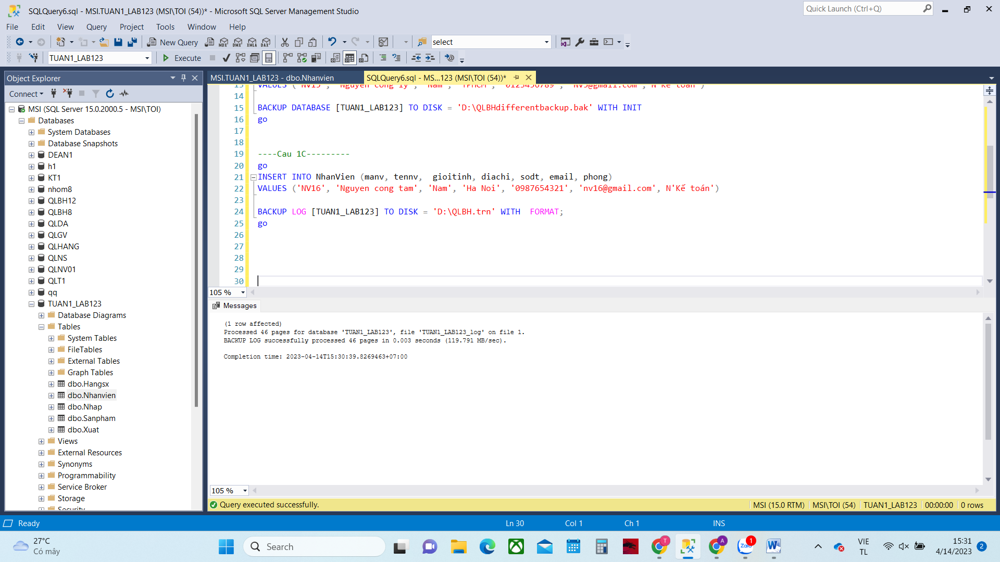 SQLQuery6.sql - MSI.TUAN1_LAB123 (MSI\TOI (54))* - Microsoft SQL Server Management Studio
Quick Launch (Ctrl+Q)
File Edit View Query Project Tools Window Help
New Query
MDX DMX XMLA DAX
select
TUAN1_LAB123
Execute
Object Explorer
MSI.TUAN1_LAB123 - dbo.Nhanvien
SQLQuery6.sql - MS...123 (MSI\TOI (54))*
Connect
MSI (SQL Server 15.0.2000.5 - MSI\TOI)
Databases
System Databases
Database Snapshots
DEAN1
h1
KT1
nhom8
QLBH12
QLBH8
QLDA
QLGV
QLHANG
QLNS
QLNV01
QLT1
qq
TUAN1_LAB123
Database Diagrams
Tables
System Tables
FileTables
External Tables
Graph Tables
dbo.Hangsx
dbo.Nhanvien
dbo.Nhap
dbo.Sanpham
dbo.Xuat
Views
External Resources
Synonyms
Programmability
Service Broker
Storage
Security
14
15 BACKUP DATABASE [TUAN1_LAB123] TO DISK = 'D:\QLBHdifferentbackup.bak' WITH INIT
16 go
17
18
19 ----Cau 1C---------
20 go
21 INSERT INTO NhanVien (manv, tennv,  gioitinh, diachi, sodt, email, phong)
22 VALUES ('NV16', 'Nguyen cong tam', 'Nam', 'Ha Noi', '0987654321', 'nv16@gmail.com', N'Kế toán')
23
24 BACKUP LOG [TUAN1_LAB123] TO DISK = 'D:\QLBH.trn' WITH  FORMAT;
25 go
26
27
28
29
30
105 %
Messages
(1 row affected)
Processed 46 pages for database 'TUAN1_LAB123', file 'TUAN1_LAB123_log' on file 1.
BACKUP LOG successfully processed 46 pages in 0.003 seconds (119.791 MB/sec).
Completion time: 2023-04-14T15:30:39.8269463+07:00
105 %
Query executed successfully.
MSI (15.0 RTM) MSI\TOI (54) TUAN1_LAB123 00:00:00 0 rows
Ready
Ln 30 Col 1 Ch 1 INS
27°C
Có mây
Search
T
A
Zalo
1
VIE
TL
15:31
4/14/2023
2